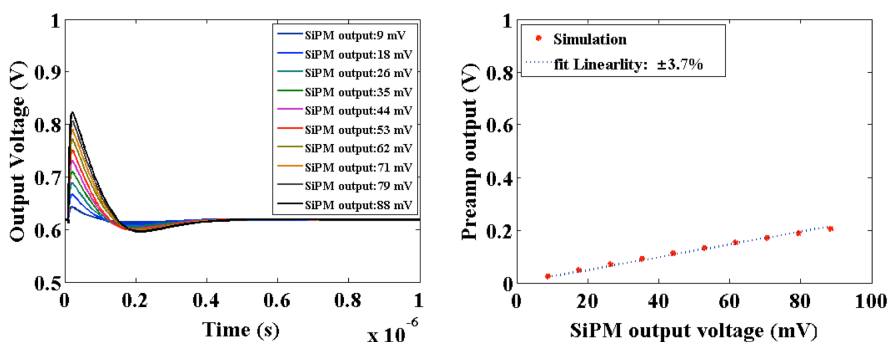 1
0.9
0.8
0.7
0.6
0.5
Output Voltage (V)
SiPM output:9 mV
SiPM output:18 mV
SiPM output:26 mV
SiPM output:35 mV
SiPM output:44 mV
SiPM output:53 mV
SiPM output:62 mV
SiPM output:71 mV
SiPM output:79 mV
SiPM output:88 mV
0 0.2 0.4 0.6 0.8 1
Time (s)
x 10⁻⁶
1
0.8
0.6
0.4
0.2
0
Preamp output (V)
Simulation
fit Linearlity: ±3.7%
0 20 40 60 80 100
SiPM output voltage (mV)